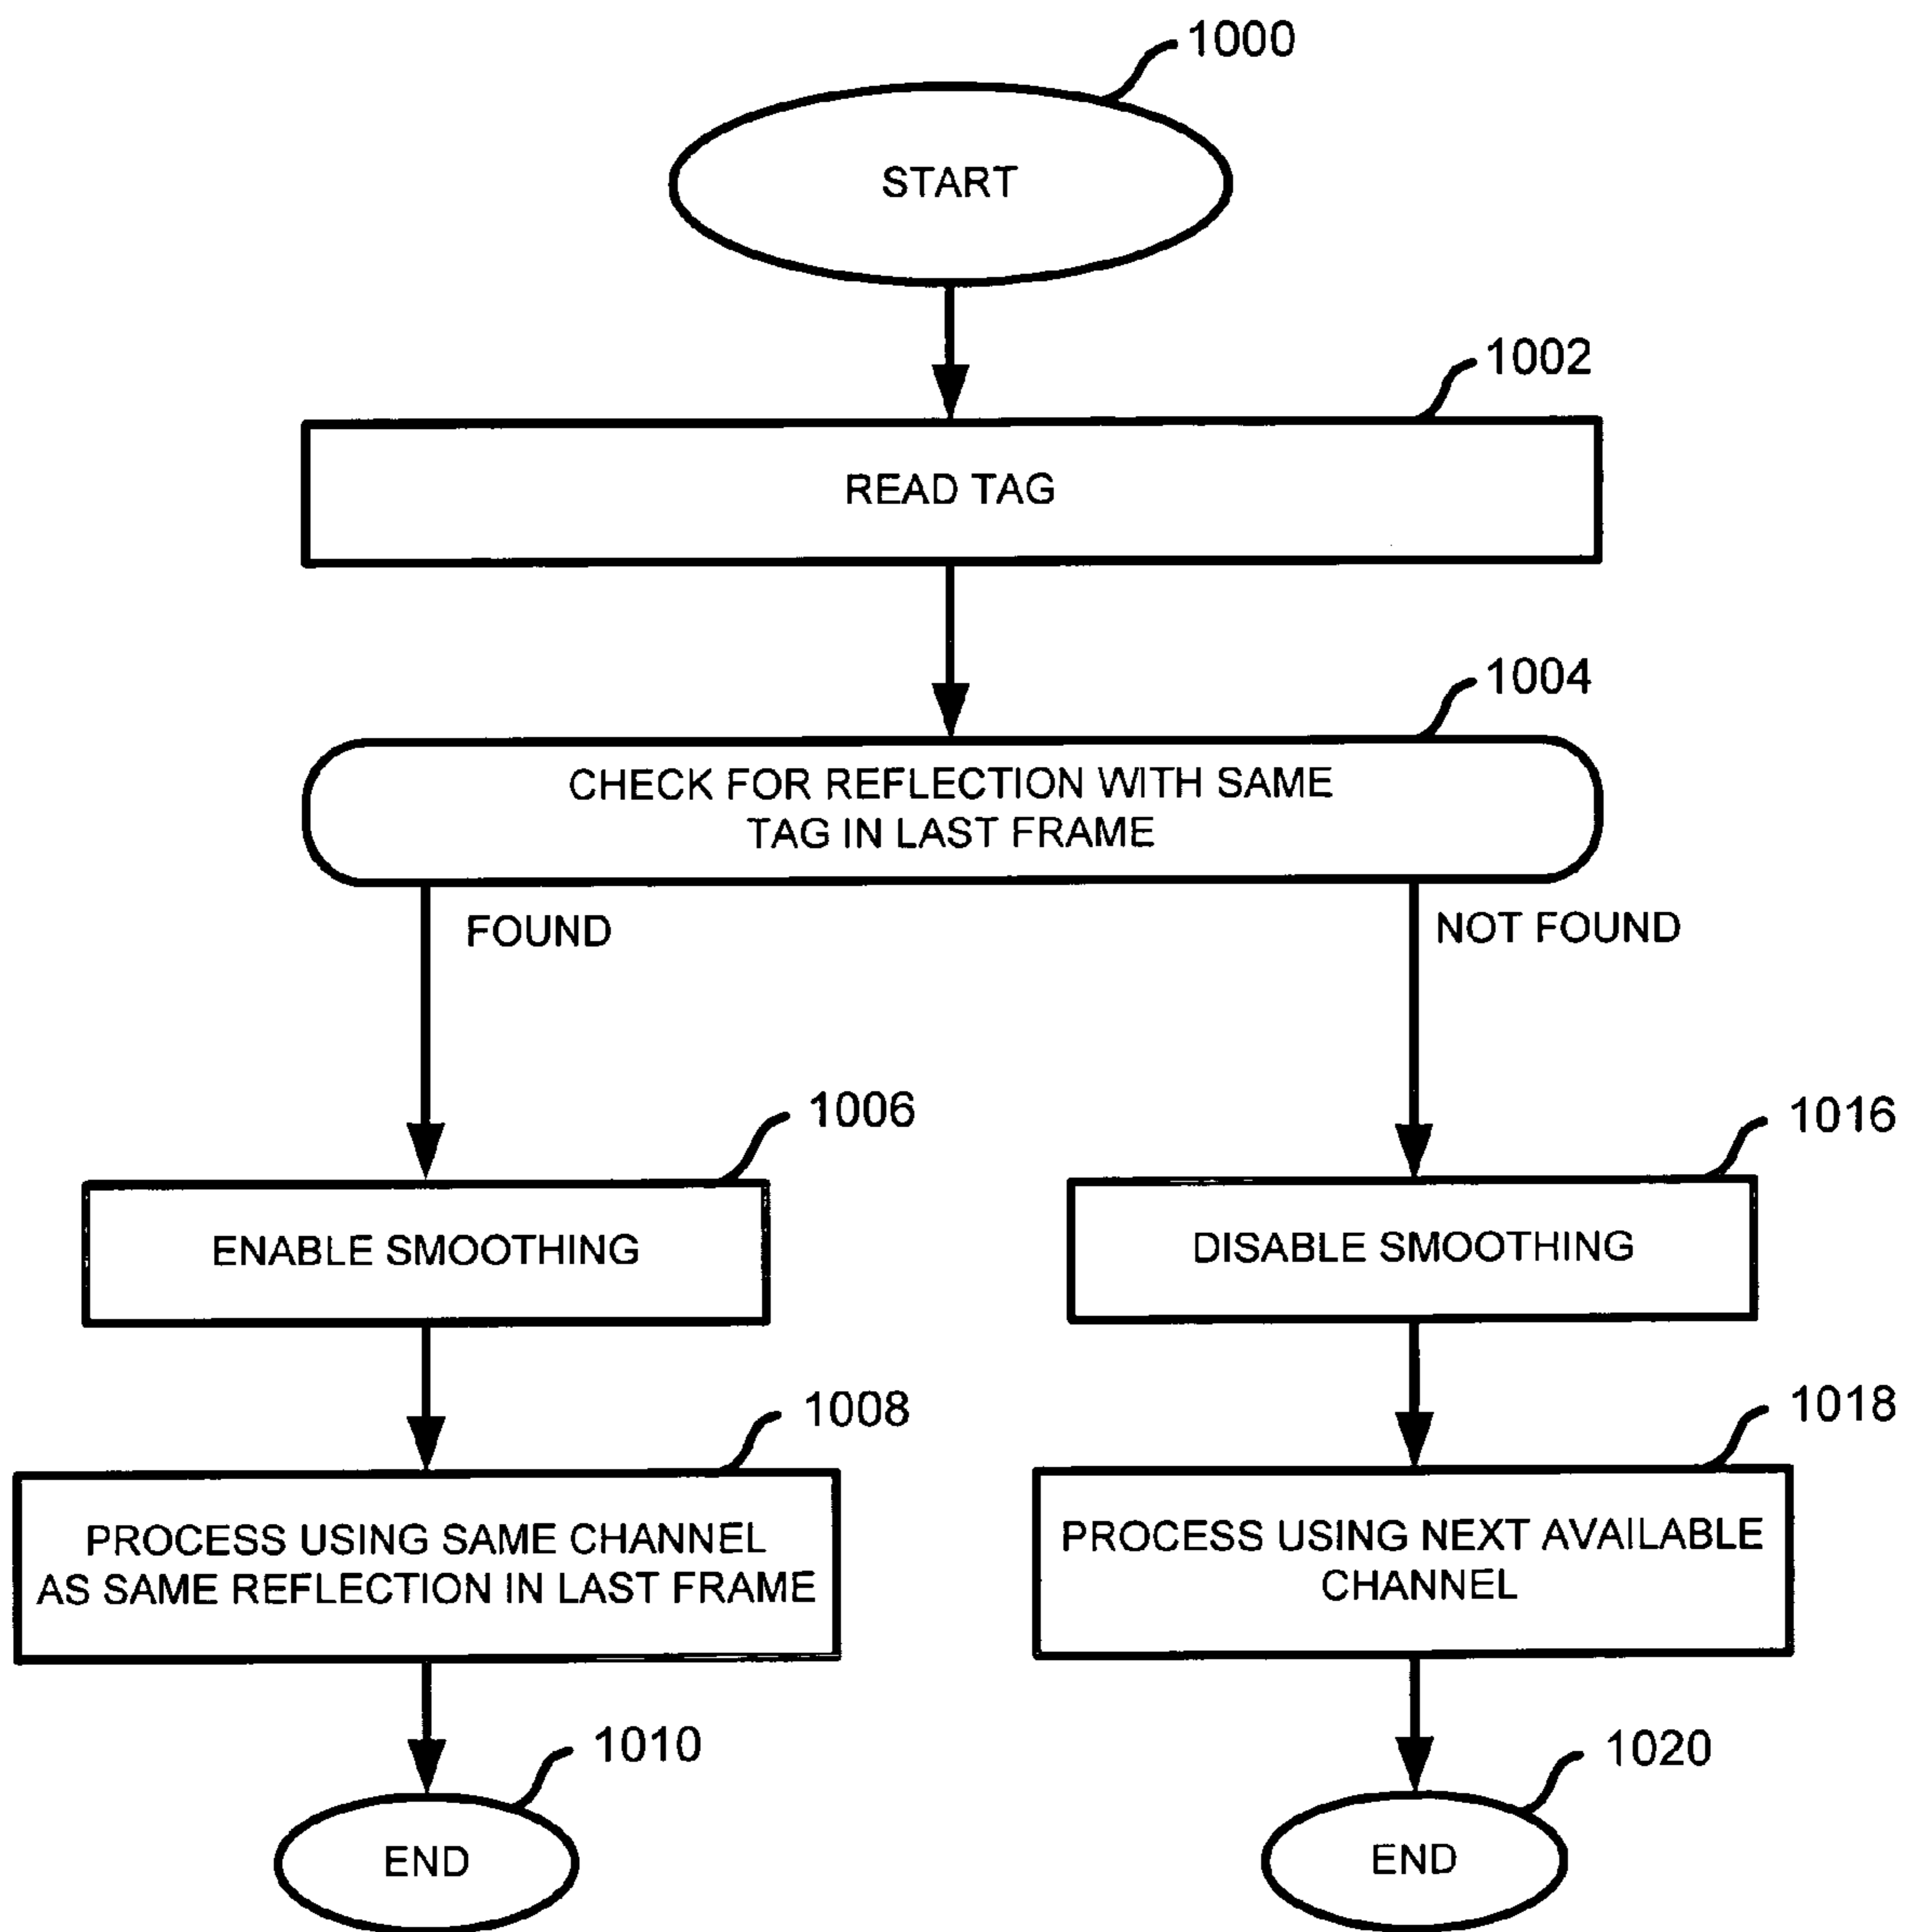 1000
START
1002
READ TAG
1004
CHECK FOR REFLECTION WITH SAME
TAG IN LAST FRAME
FOUND
NOT FOUND
1006
1016
ENABLE SMOOTHING
DISABLE SMOOTHING
1008
1018
PROCESS USING SAME CHANNEL
AS SAME REFLECTION IN LAST FRAME
PROCESS USING NEXT AVAILABLE
CHANNEL
1010
1020
END
END